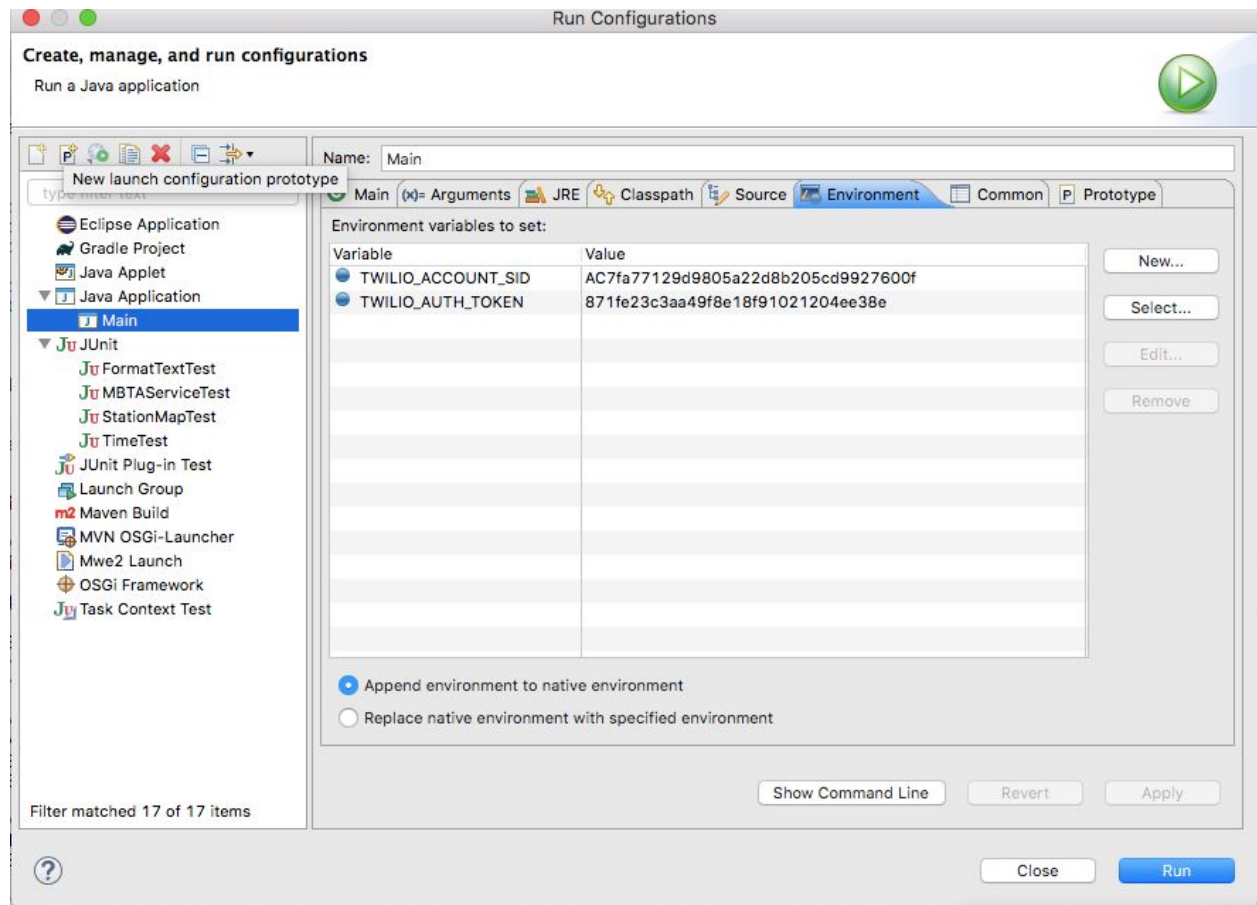 Run Configurations
Create, manage, and run configurations
Run a Java application
New launch configuration prototype
type filter text
Eclipse Application
Gradle Project
Java Applet
Java Application
Main
JUnit
FormatTextTest
MBTAServiceTest
StationMapTest
TimeTest
JUnit Plug-in Test
Launch Group
m2 Maven Build
MVN OSGi-Launcher
Mwe2 Launch
OSGi Framework
Task Context Test
Filter matched 17 of 17 items
Name: Main
Main (x)= Arguments JRE Classpath Source Environment Common P Prototype
Environment variables to set:
Variable Value
TWILIO_ACCOUNT_SID AC7fa77129d9805a22d8b205cd9927600f
TWILIO_AUTH_TOKEN 871fe23c3aa49f8e18f91021204ee38e
New...
Select...
Edit...
Remove
Append environment to native environment
Replace native environment with specified environment
Show Command Line Revert Apply
? Close Run